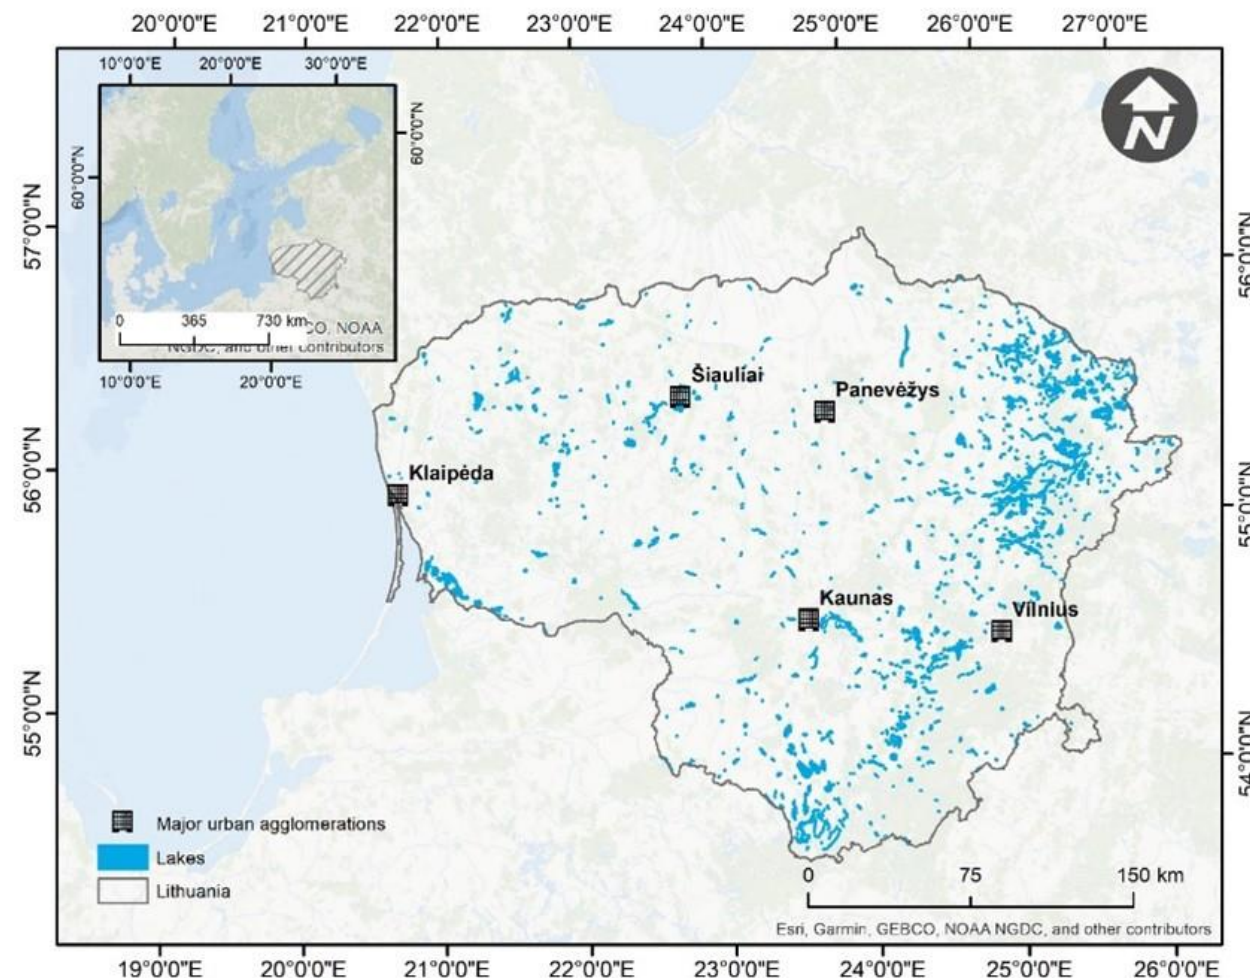 20°0'0"E 21°0'0"E 22°0'0"E 23°0'0"E 24°0'0"E 25°0'0"E 26°0'0"E 27°0'0"E
10°0'0"E 20°0'0"E 30°0'0"E
60°0'0"N
60°0'0"N
0 365 730 km
CO, NOAA
NGDC, and other contributors
10°0'0"E 20°0'0"E
N
57°0'0"N
56°0'0"N
55°0'0"N
56°0'0"N
55°0'0"N
54°0'0"N
Šiauliai
Panevėžys
Klaipėda
Kaunas
Vilnius
Major urban agglomerations
Lakes
Lithuania
0 75 150 km
Esri, Garmin, GEBCO, NOAA NGDC, and other contributors
19°0'0"E 20°0'0"E 21°0'0"E 22°0'0"E 23°0'0"E 24°0'0"E 25°0'0"E 26°0'0"E